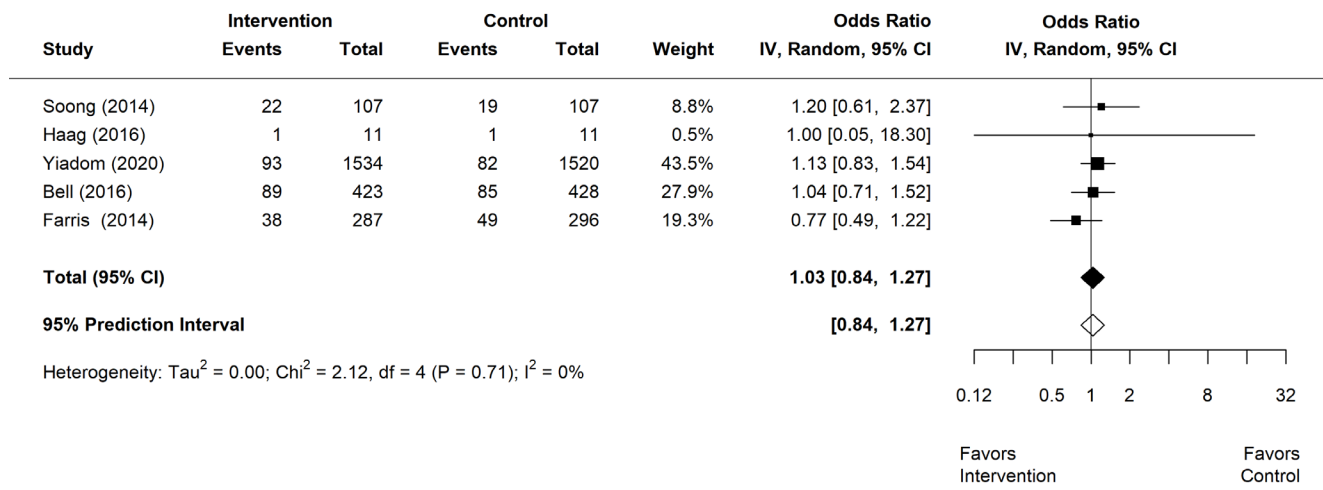 Intervention Control Odds Ratio Odds Ratio
Study Events Total Events Total Weight IV, Random, 95% CI IV, Random, 95% CI
Soong (2014) 22 107 19 107 8.8% 1.20 [0.61, 2.37]
Haag (2016) 1 11 1 11 0.5% 1.00 [0.05, 18.30]
Yiadom (2020) 93 1534 82 1520 43.5% 1.13 [0.83, 1.54]
Bell (2016) 89 423 85 428 27.9% 1.04 [0.71, 1.52]
Farris (2014) 38 287 49 296 19.3% 0.77 [0.49, 1.22]
Total (95% CI) 1.03 [0.84, 1.27]
95% Prediction Interval [0.84, 1.27]
Heterogeneity: Tau² = 0.00; Chi² = 2.12, df = 4 (P = 0.71); I² = 0%
0.12 0.5 1 2 8 32
Favors Favors
Intervention Control